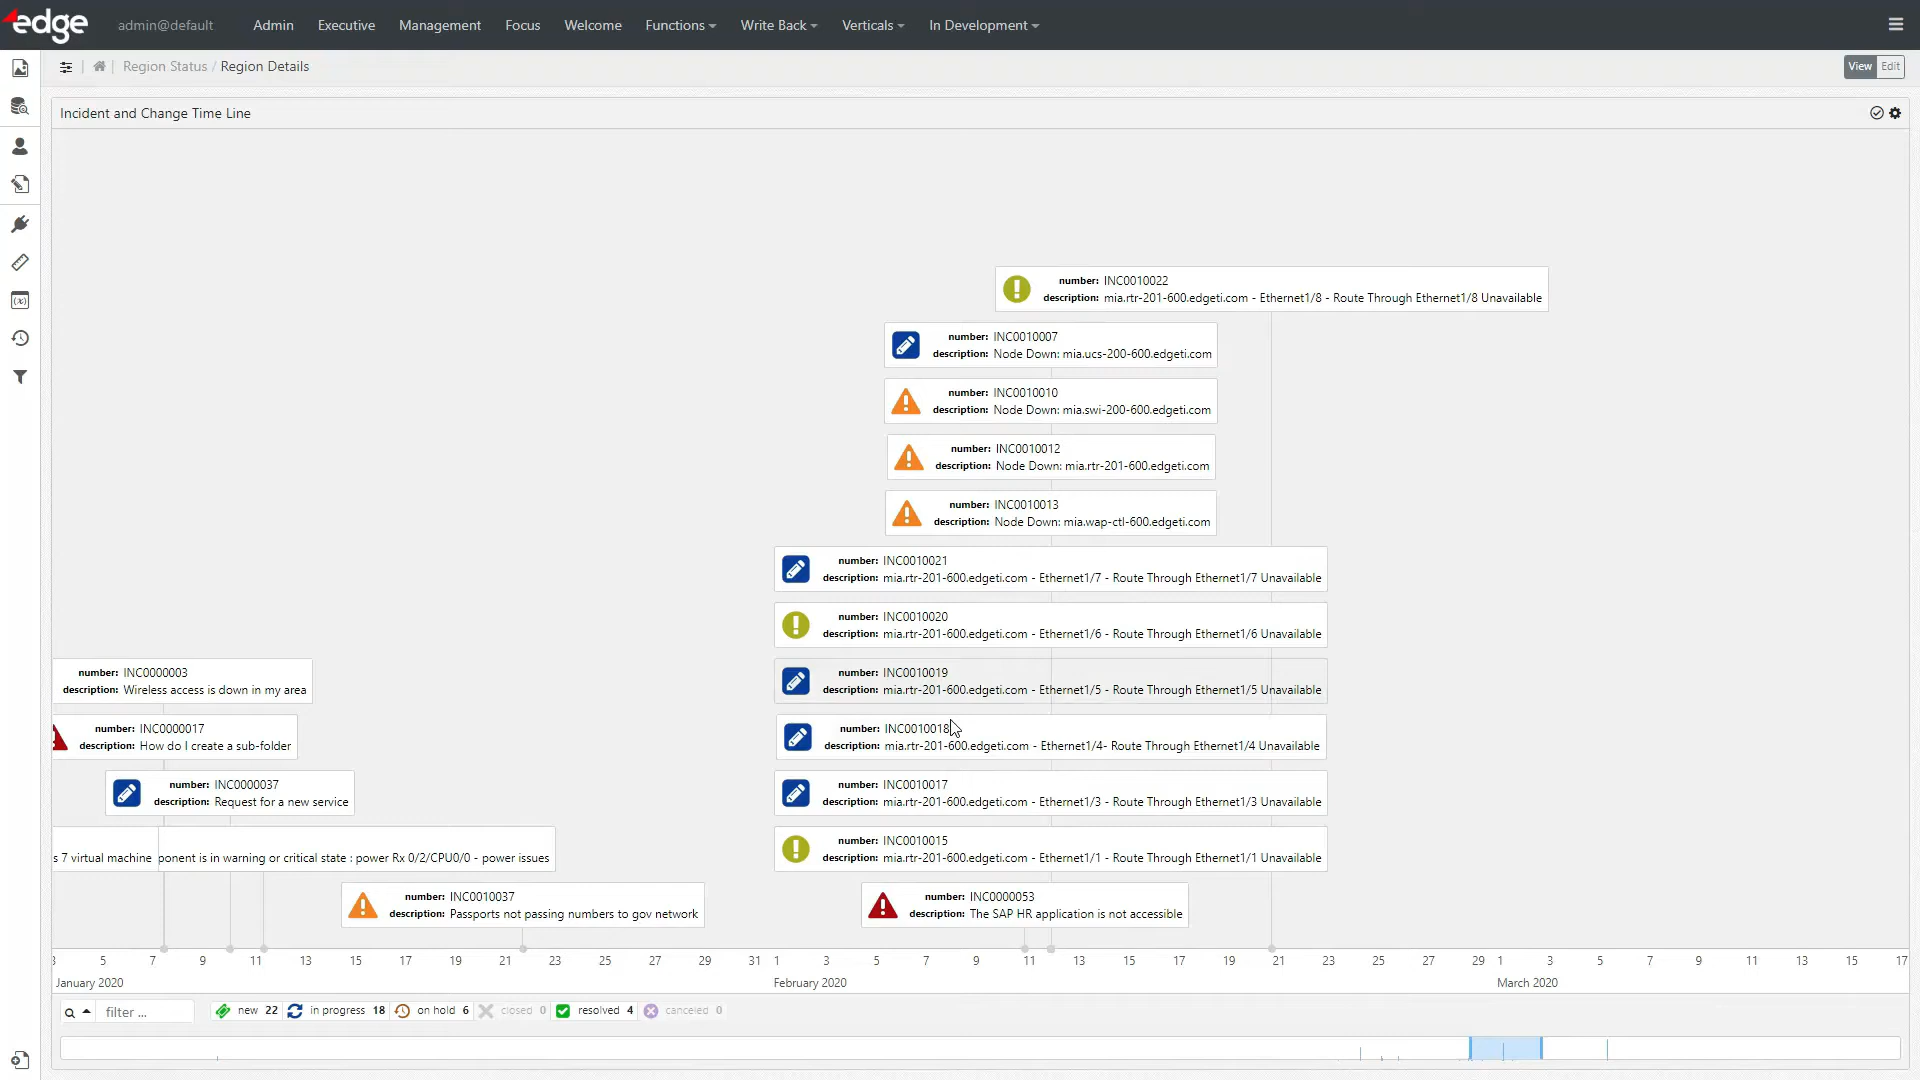 edge
admin@default
Admin
Executive
Management
Focus
Welcome
Functions
Write Back
Verticals
In Development
Region Status / Region Details
View
Edit
Incident and Change Time Line
number: INC0010022
description: mia.rtr-201-600.edgeti.com - Ethernet1/8 - Route Through Ethernet1/8 Unavailable
number: INC0010007
description: Node Down: mia.ucs-200-600.edgeti.com
number: INC0010010
description: Node Down: mia.swi-200-600.edgeti.com
number: INC0010012
description: Node Down: mia.rtr-201-600.edgeti.com
number: INC0010013
description: Node Down: mia.wap-ctl-600.edgeti.com
number: INC0010021
description: mia.rtr-201-600.edgeti.com - Ethernet1/7 - Route Through Ethernet1/7 Unavailable
number: INC0010020
description: mia.rtr-201-600.edgeti.com - Ethernet1/6 - Route Through Ethernet1/6 Unavailable
number: INC0000003
description: Wireless access is down in my area
number: INC0010019
description: mia.rtr-201-600.edgeti.com - Ethernet1/5 - Route Through Ethernet1/5 Unavailable
number: INC0000017
description: How do I create a sub-folder
number: INC0010018
description: mia.rtr-201-600.edgeti.com - Ethernet1/4- Route Through Ethernet1/4 Unavailable
number: INC0000037
description: Request for a new service
number: INC0010017
description: mia.rtr-201-600.edgeti.com - Ethernet1/3 - Route Through Ethernet1/3 Unavailable
s 7 virtual machine
ponent is in warning or critical state : power Rx 0/2/CPU0/0 - power issues
number: INC0010015
description: mia.rtr-201-600.edgeti.com - Ethernet1/1 - Route Through Ethernet1/1 Unavailable
number: INC0010037
description: Passports not passing numbers to gov network
number: INC0000053
description: The SAP HR application is not accessible
3 5 7 9 11 13 15 17 19 21 23 25 27 29 31 1 3 5 7 9 11 13 15 17 19 21 23 25 27 29 1 3 5 7 9 11 13 15 17
January 2020
February 2020
March 2020
filter ...
new 22
in progress 18
on hold 6
closed 0
resolved 4
canceled 0